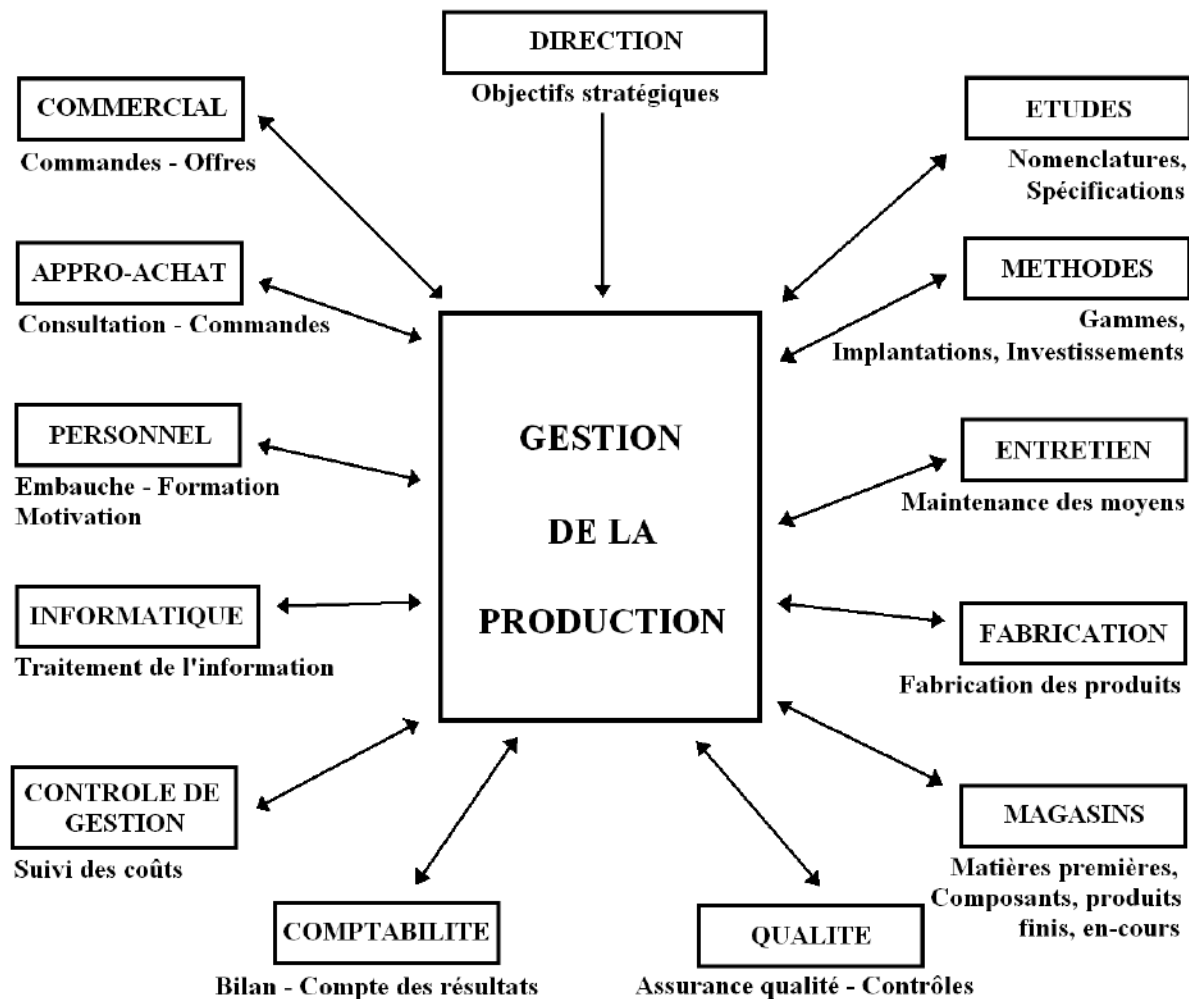 DIRECTION
Objectifs stratégiques
COMMERCIAL
Commandes - Offres
APPRO-ACHAT
Consultation - Commandes
PERSONNEL
Embauche - Formation
Motivation
INFORMATIQUE
Traitement de l'information
CONTROLE DE
GESTION
Suivi des coûts
COMPTABILITE
Bilan - Compte des résultats
GESTION
DE LA
PRODUCTION
ETUDES
Nomenclatures,
Spécifications
METHODES
Gammes,
Implantations, Investissements
ENTRETIEN
Maintenance des moyens
FABRICATION
Fabrication des produits
MAGASINS
Matières premières,
Composants, produits
finis, en-cours
QUALITE
Assurance qualité - Contrôles